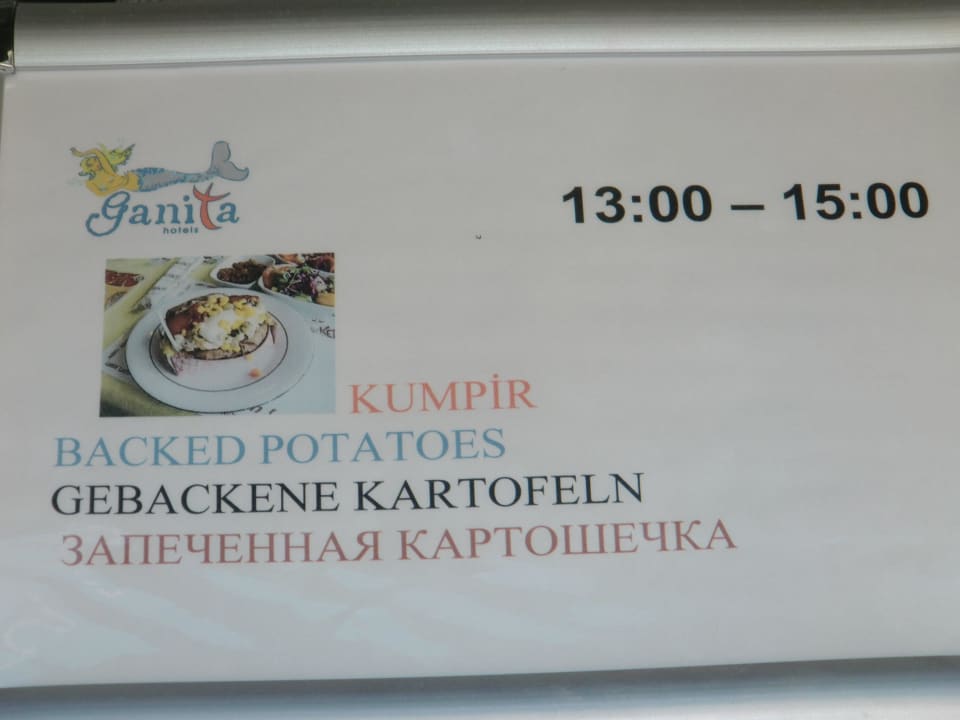 ganita
hotels
13:00 – 15:00
KUMPİR
BACKED POTATOES
GEBACKENE KARTOFELN
ЗАПЕЧЕННАЯ КАРТОШЕЧКА